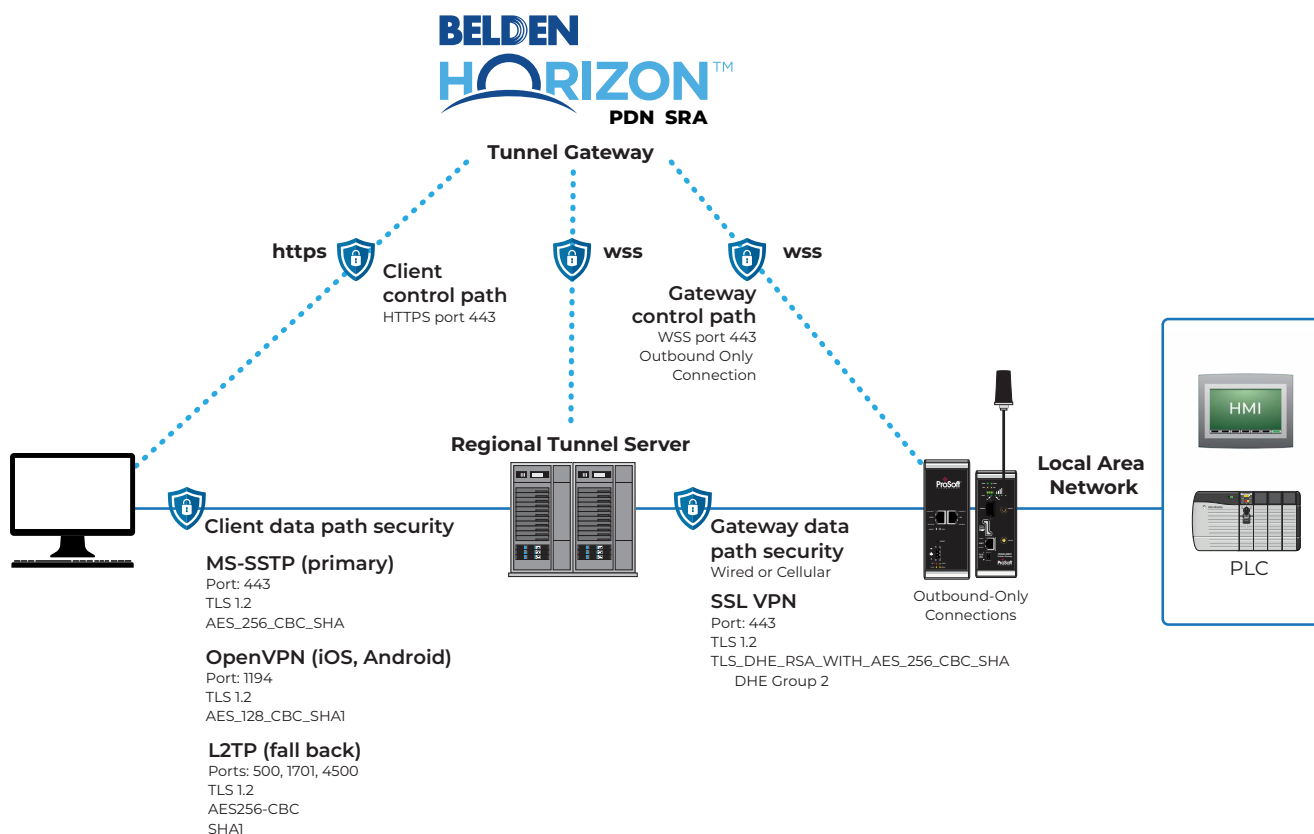 BELDEN
HORIZON™
PDN SRA
Tunnel Gateway
https
wss
wss
Client
control path
HTTPS port 443
Gateway
control path
WSS port 443
Outbound Only
Connection
Regional Tunnel Server
Local Area
Network
HMI
PLC
ProSoft
ProSoft
Outbound-Only
Connections
Client data path security
MS-SSTP (primary)
Port: 443
TLS 1.2
AES_256_CBC_SHA
OpenVPN (iOS, Android)
Port: 1194
TLS 1.2
AES_128_CBC_SHA1
L2TP (fall back)
Ports: 500, 1701, 4500
TLS 1.2
AES256-CBC
SHA1
Gateway data
path security
Wired or Cellular
SSL VPN
Port: 443
TLS 1.2
TLS_DHE_RSA_WITH_AES_256_CBC_SHA
DHE Group 2